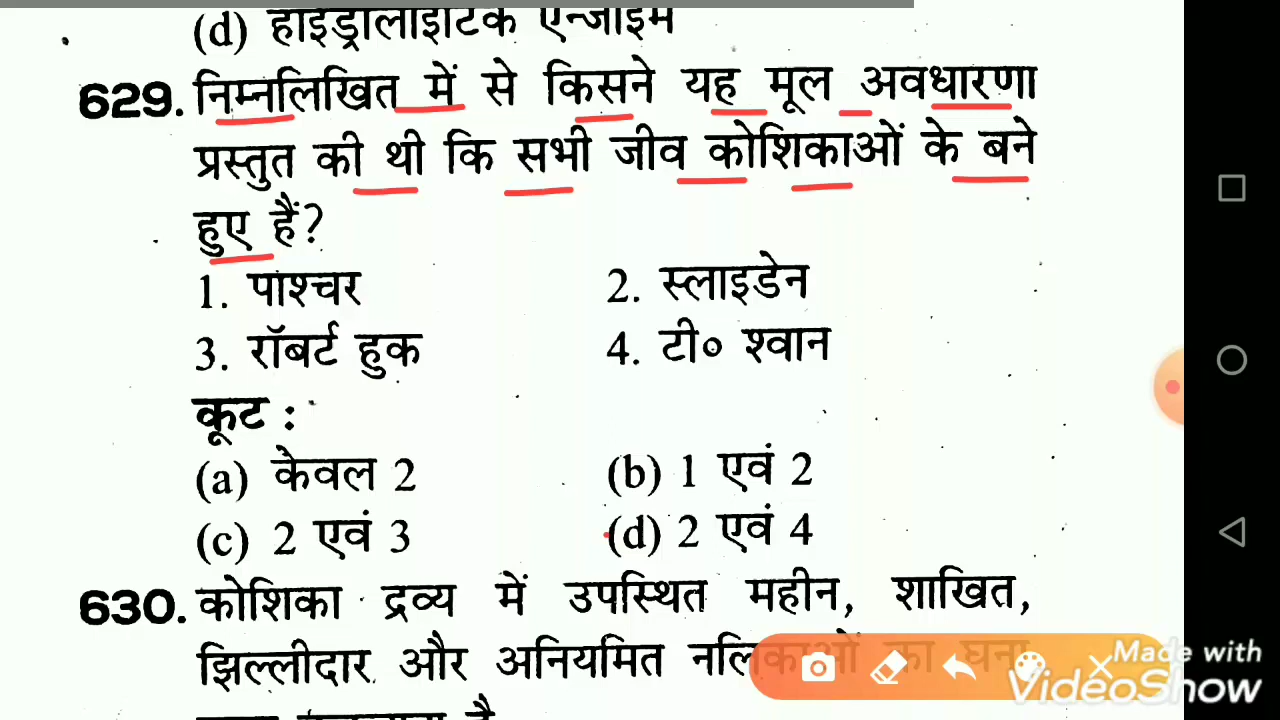 (d) हाइड्रोलाइटिक एन्जाइम
629. निम्नलिखित में से किसने यह मूल अवधारणा
प्रस्तुत की थी कि सभी जीव कोशिकाओं के बने
हुए हैं?
1. पाश्चर 2. स्लाइडेन
3. रॉबर्ट हुक 4. टी० श्वान
कूट :
(a) केवल 2 (b) 1 एवं 2
(c) 2 एवं 3 (d) 2 एवं 4
630. कोशिका द्रव्य में उपस्थित महीन, शाखित,
झिल्लीदार और अनियमित नलिकाओं का घना
Made with
VideoShow